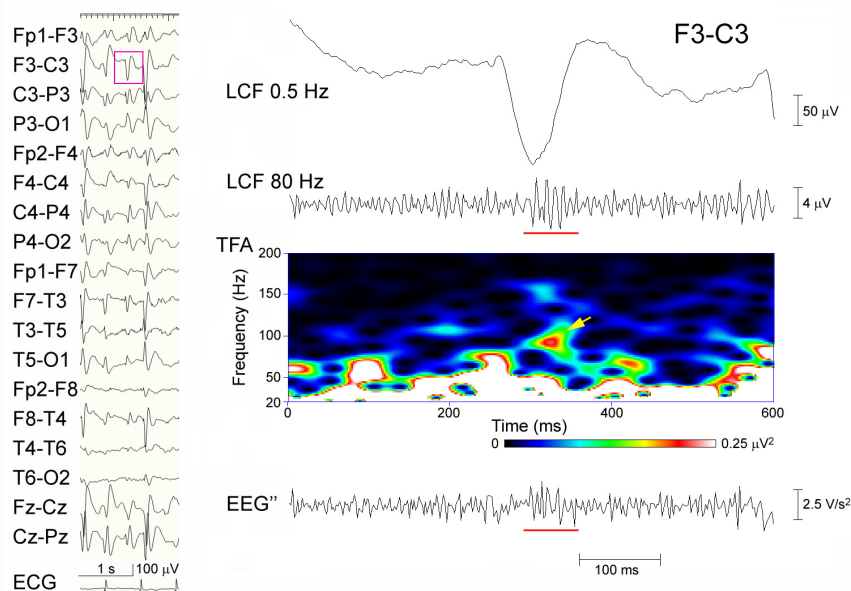 Fp1-F3
F3-C3
C3-P3
P3-O1
Fp2-F4
F4-C4
C4-P4
P4-O2
Fp1-F7
F7-T3
T3-T5
T5-O1
Fp2-F8
F8-T4
T4-T6
T6-O2
Fz-Cz
Cz-Pz
1 s 100 µV
ECG
F3-C3
LCF 0.5 Hz
50 µV
LCF 80 Hz
4 µV
TFA
Frequency (Hz)
200
150
100
50
20
0 200 400 600
Time (ms)
0 0.25 µV²
EEG’’
2.5 V/s²
100 ms